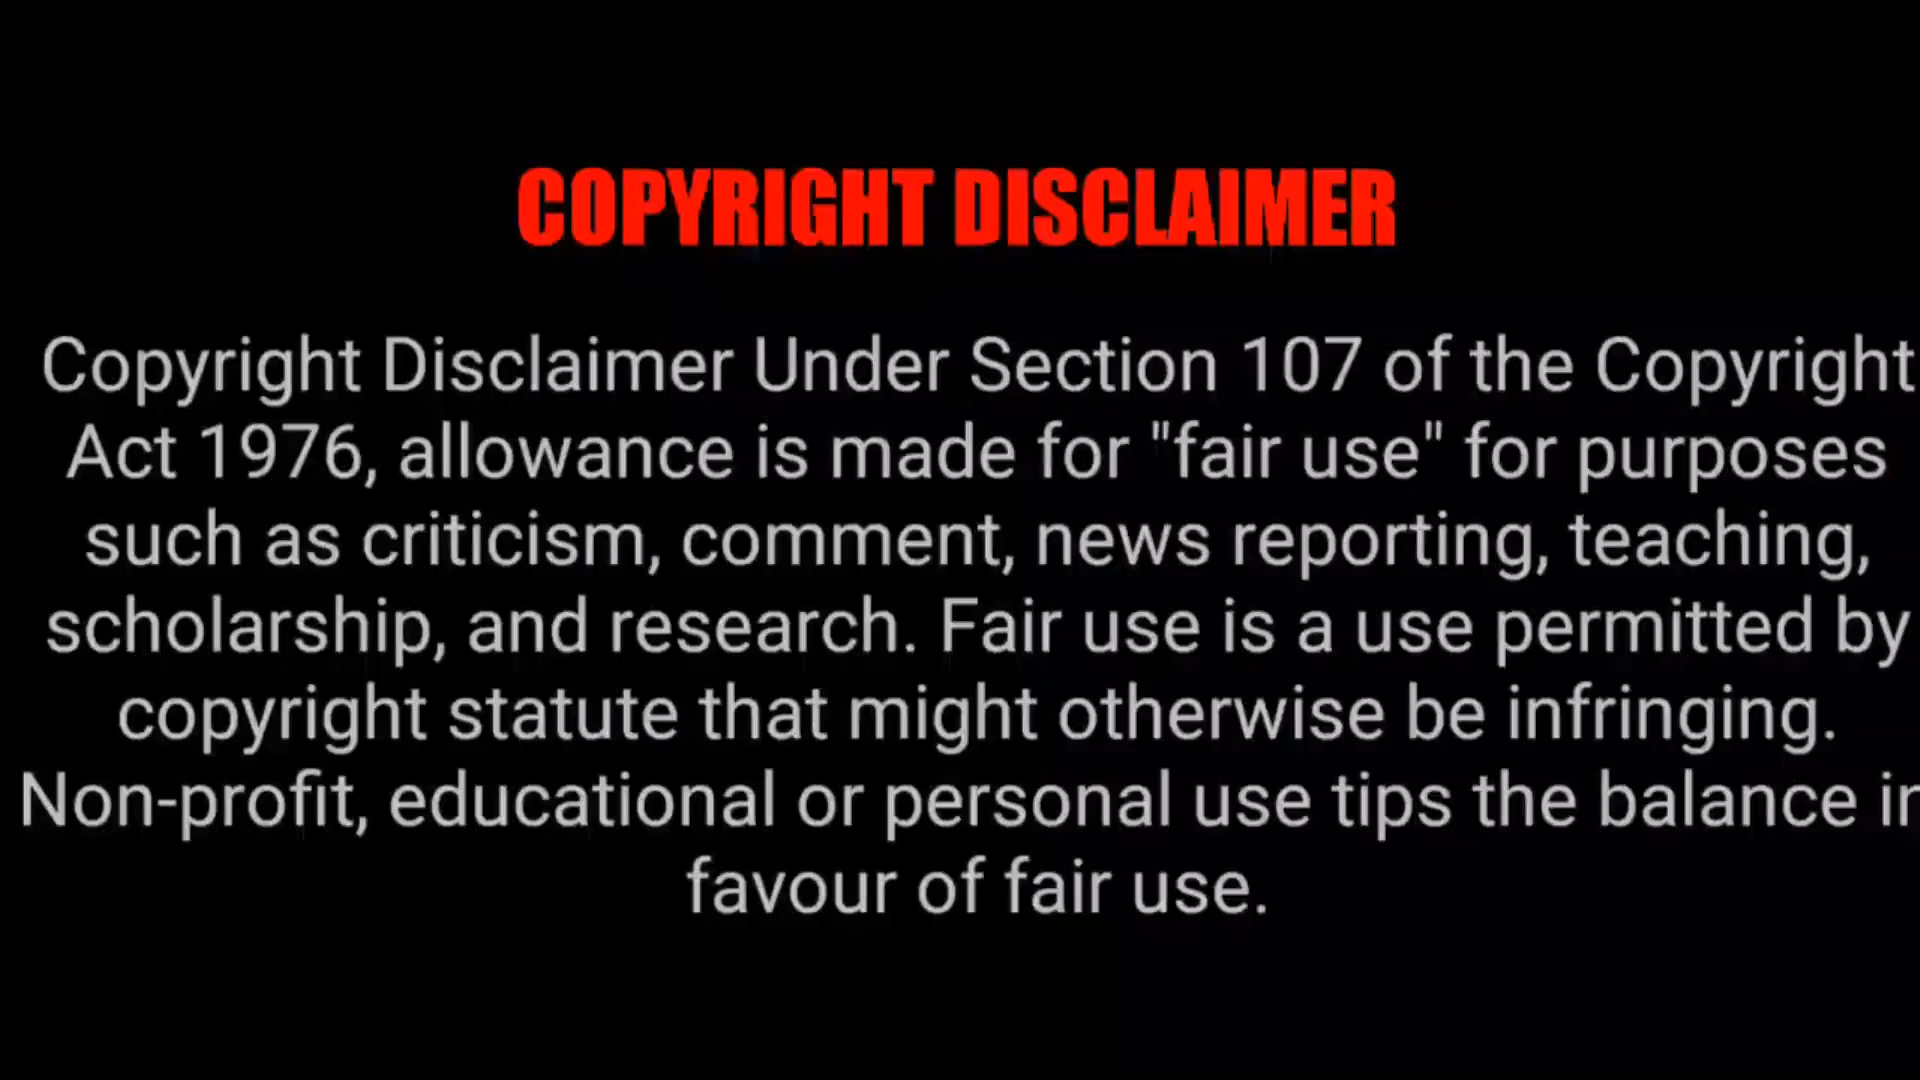 COPYRIGHT DISCLAIMER
Copyright Disclaimer Under Section 107 of the Copyright
Act 1976, allowance is made for "fair use" for purposes
such as criticism, comment, news reporting, teaching,
scholarship, and research. Fair use is a use permitted by
copyright statute that might otherwise be infringing.
Non-profit, educational or personal use tips the balance in
favour of fair use.